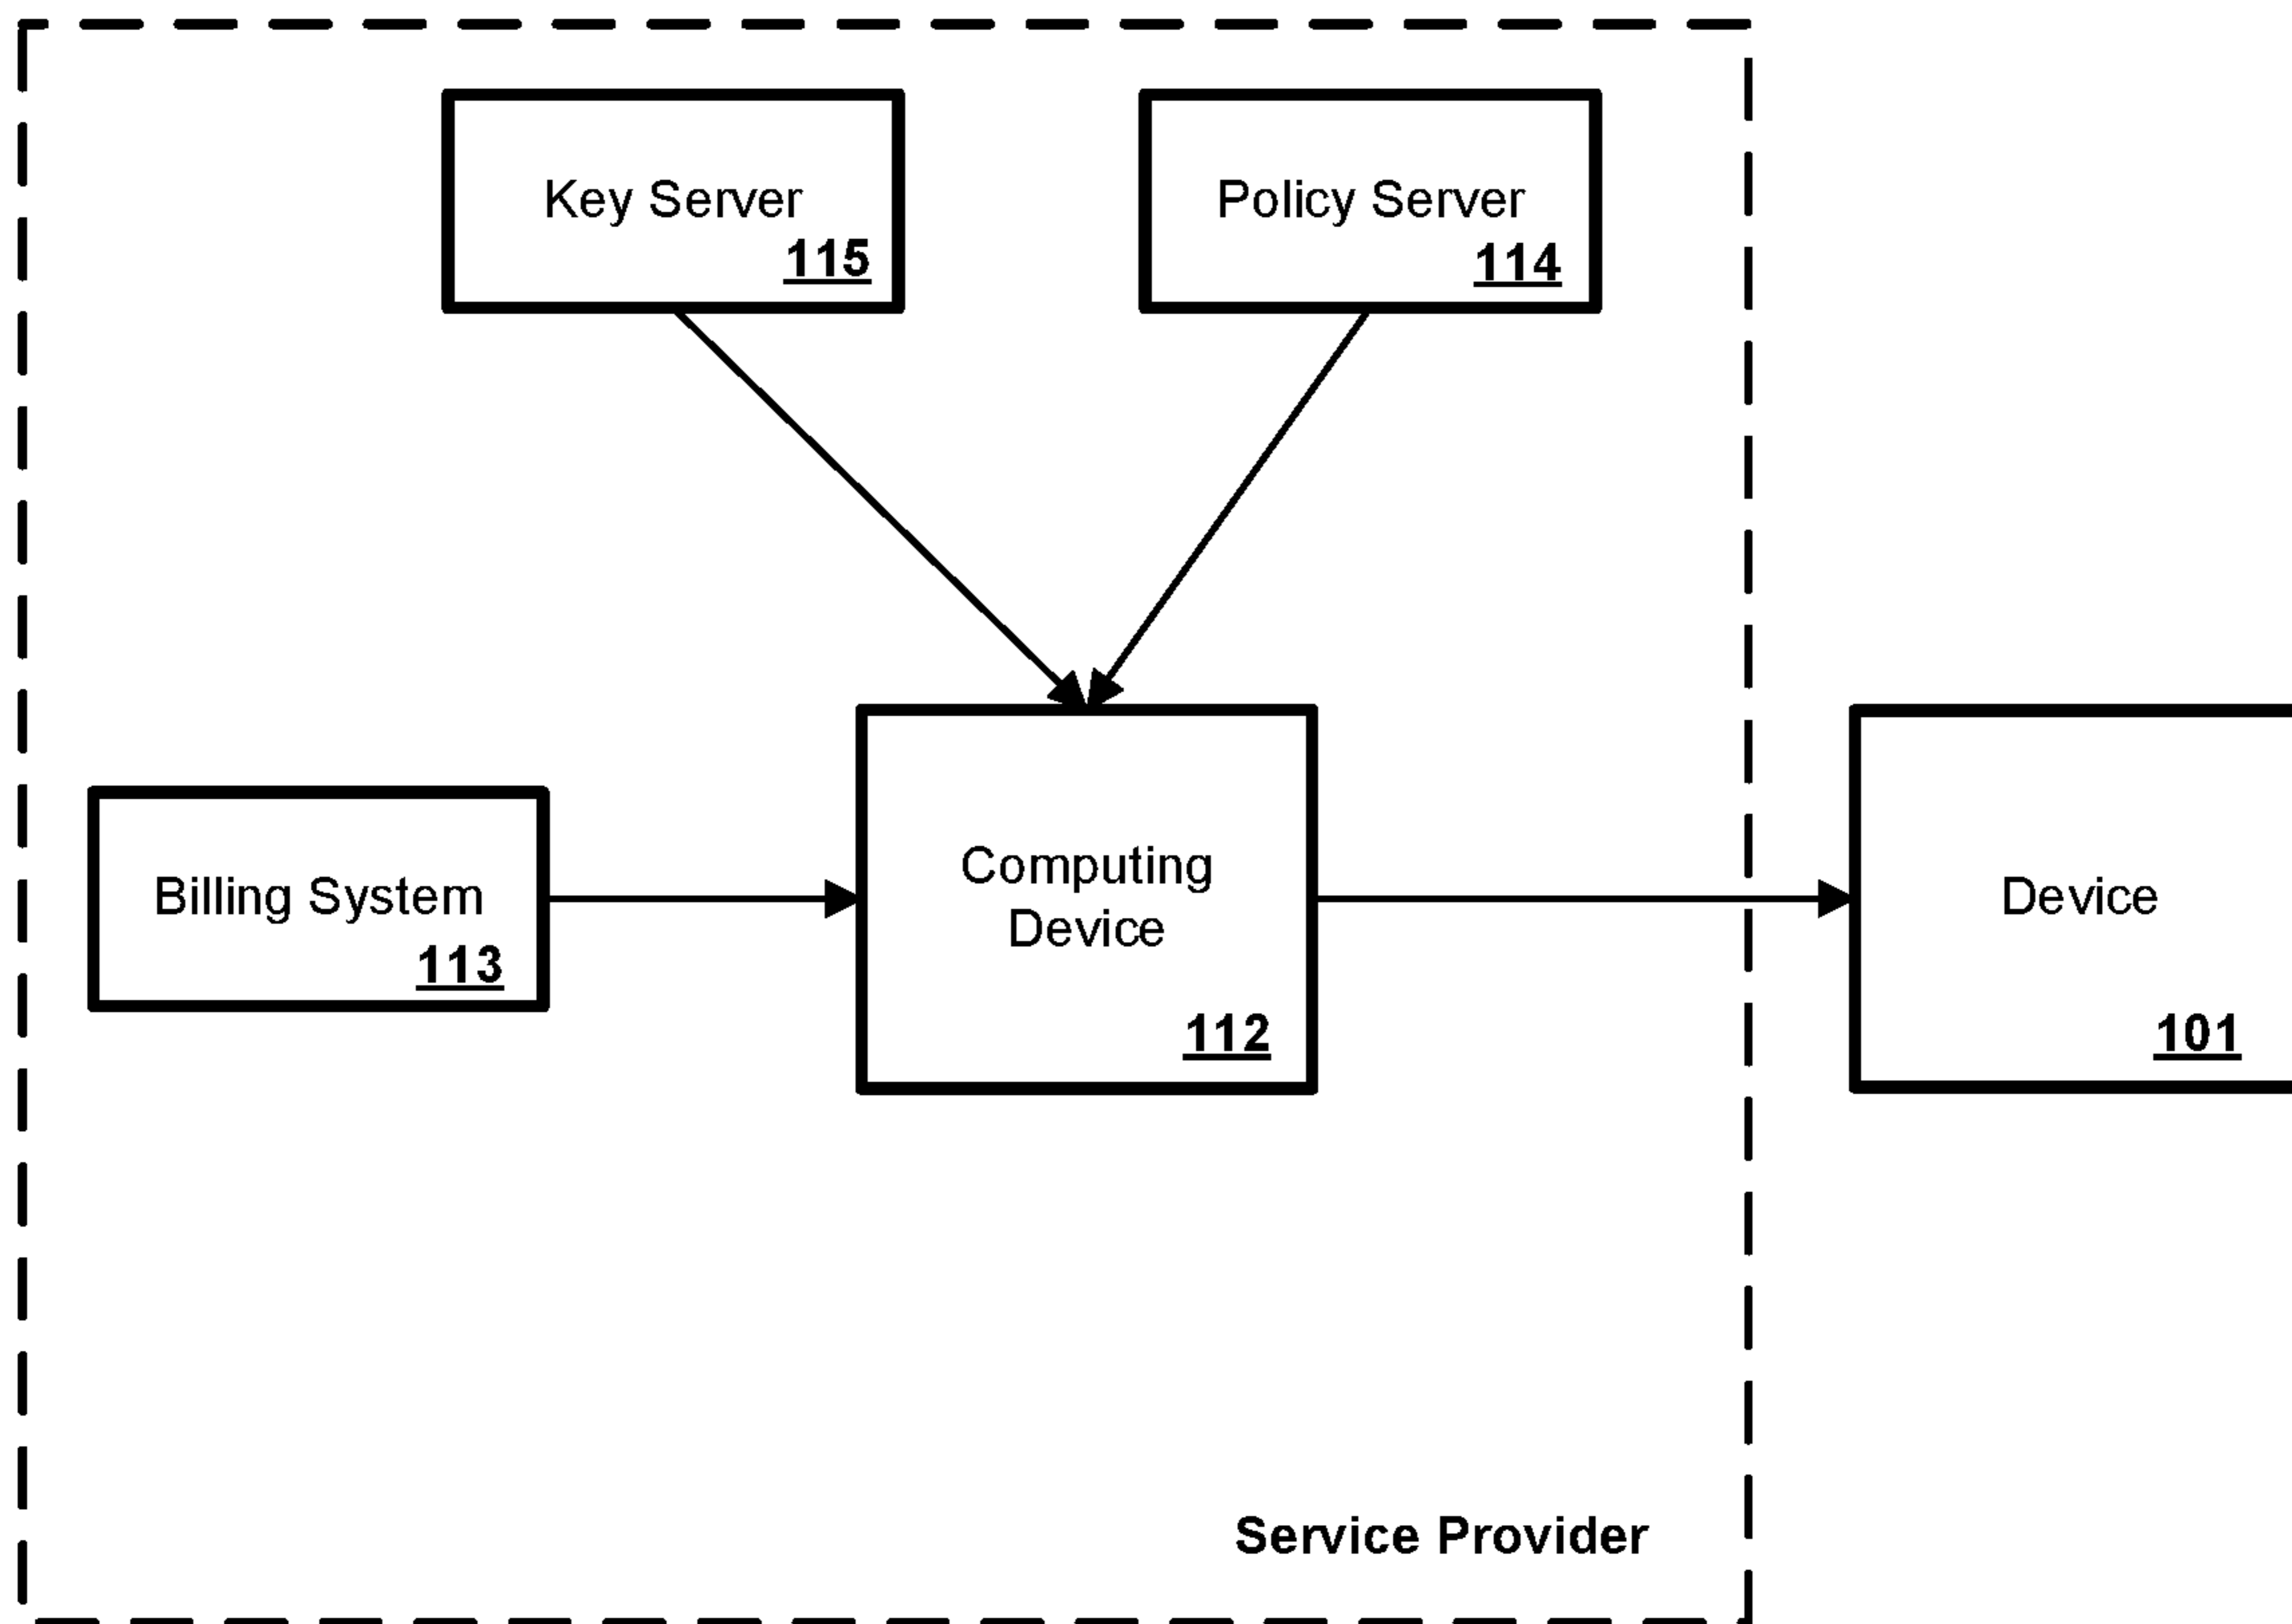 Key Server
115
Policy Server
114
Billing System
113
Computing
Device
112
Device
101
Service Provider